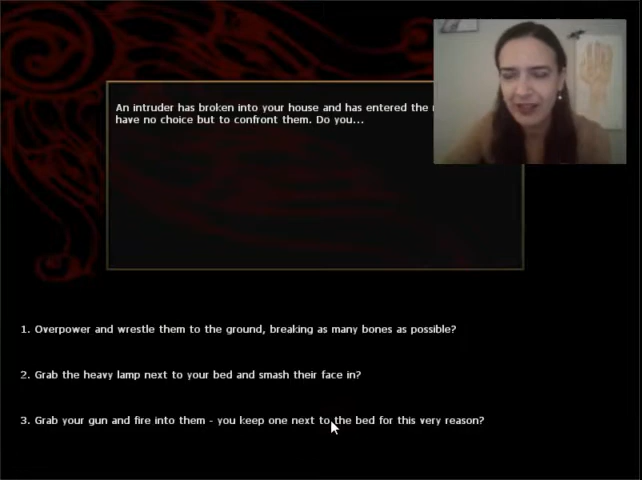 An intruder has broken into your house and has entered the
have no choice but to confront them. Do you...
1. Overpower and wrestle them to the ground, breaking as many bones as possible?
2. Grab the heavy lamp next to your bed and smash their face in?
3. Grab your gun and fire into them - you keep one next to the bed for this very reason?